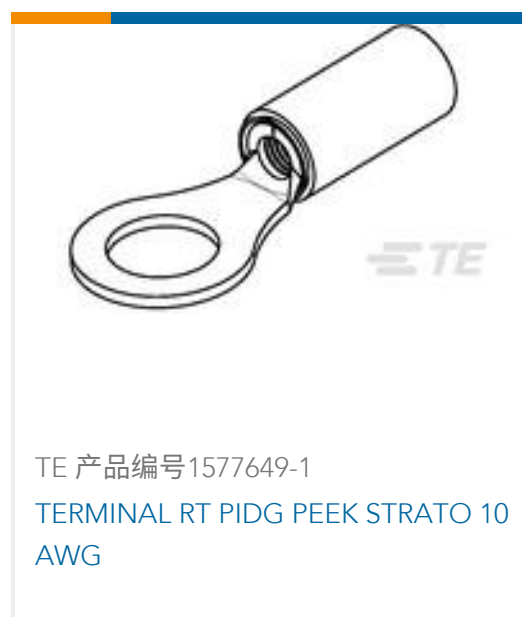 TE
TE 产品编号1577649-1
TERMINAL RT PIDG PEEK STRATO 10
AWG